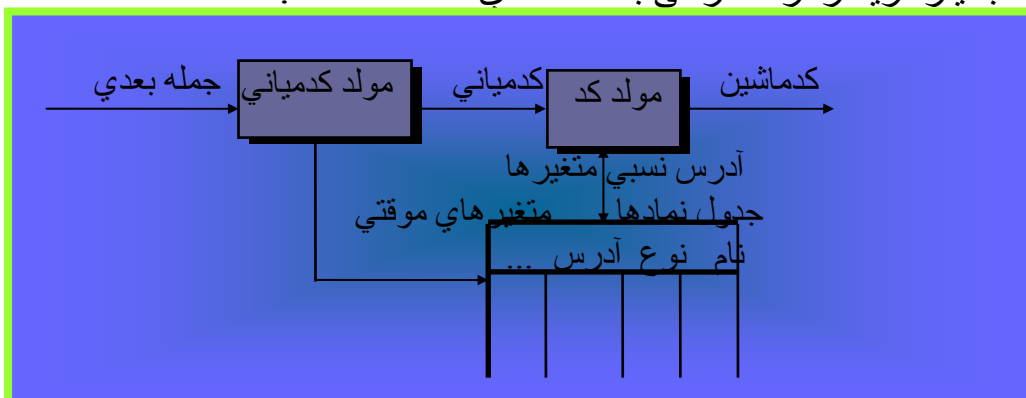 جمله بعدي
مولد كدمياني
كدمياني
مولد كد
كدماشين
آدرس نسبي متغيرها
جدول نمادها
متغيرهاي موقتي
نام نوع آدرس ...